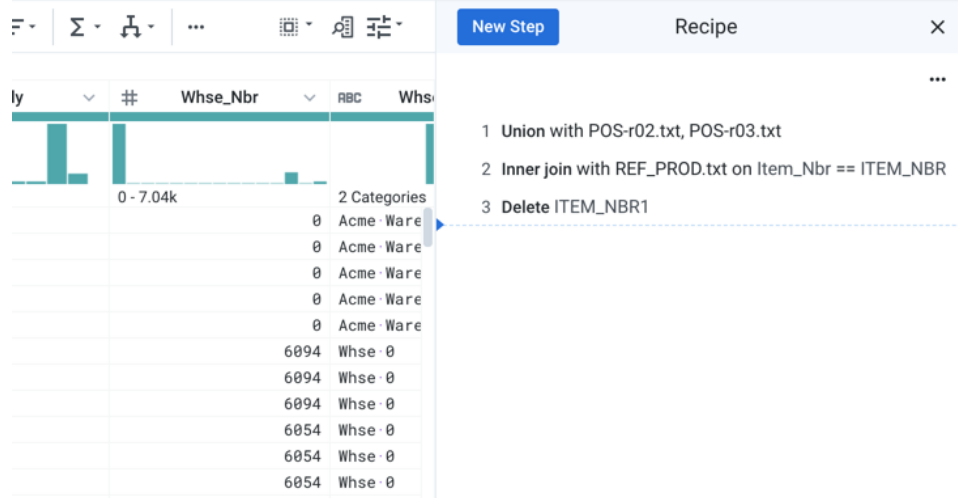 New Step
Recipe
ly
# Whse_Nbr
ABC Whse
0 - 7.04k
2 Categories
1 Union with POS-r02.txt, POS-r03.txt
2 Inner join with REF_PROD.txt on Item_Nbr == ITEM_NBR
3 Delete ITEM_NBR1
0 Acme·Ware
0 Acme·Ware
0 Acme·Ware
0 Acme·Ware
0 Acme·Ware
6094 Whse·0
6094 Whse·0
6094 Whse·0
6054 Whse·0
6054 Whse·0
6054 Whse·0